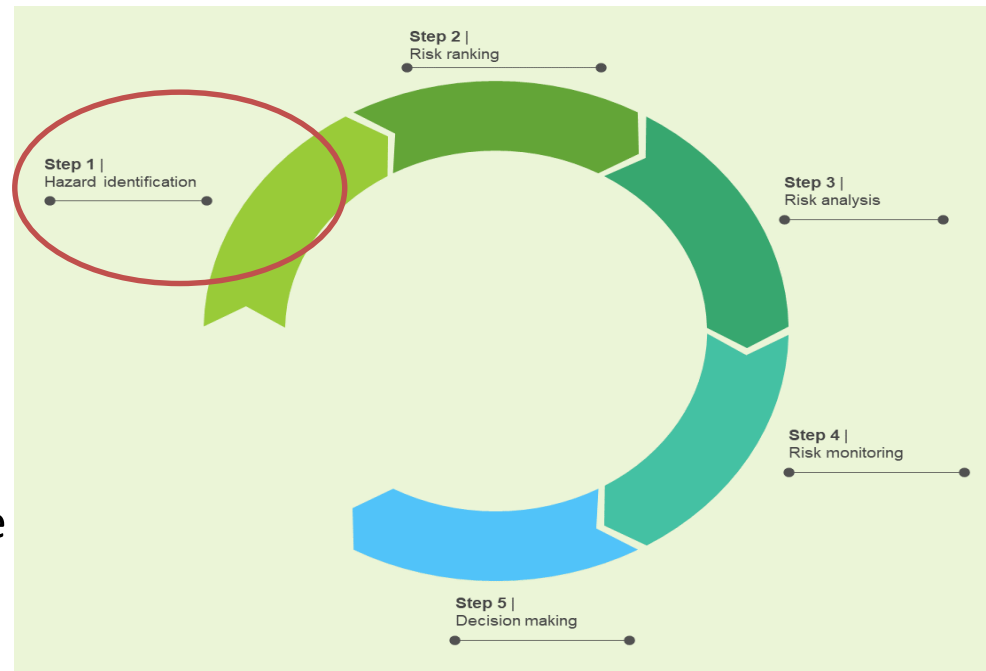 Step 1 |
Hazard identification
Step 2 |
Risk ranking
Step 3 |
Risk analysis
Step 4 |
Risk monitoring
Step 5 |
Decision making
e